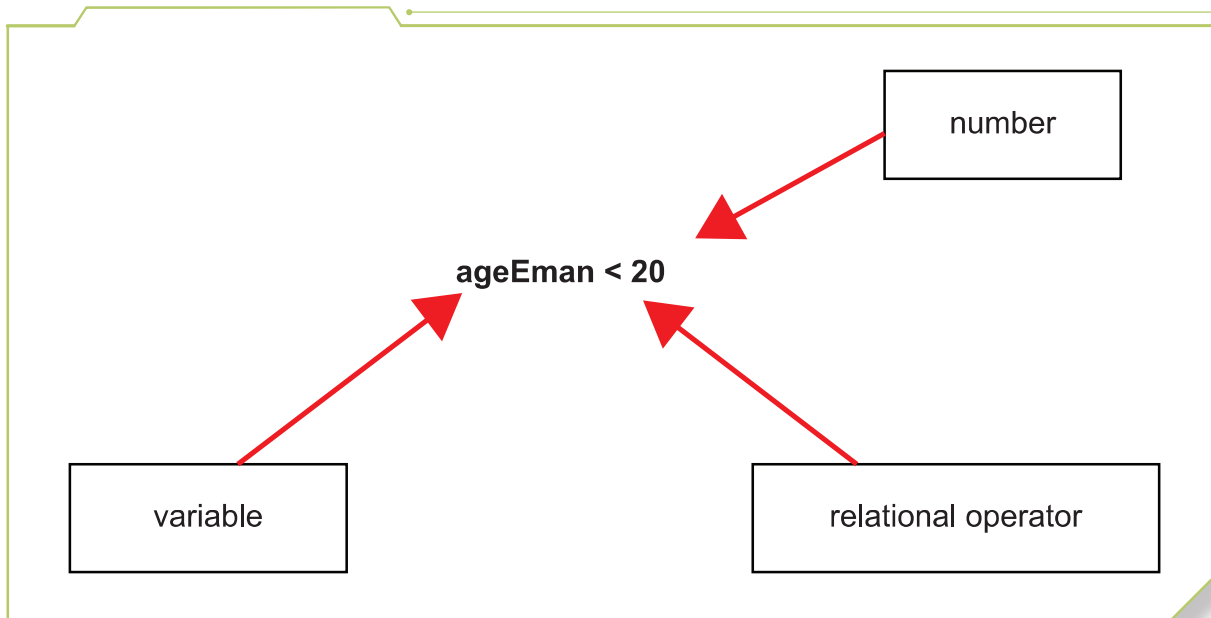 number
ageEman < 20
variable
relational operator